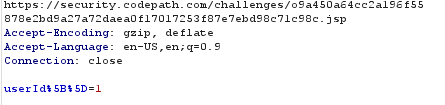 https://security.codepath.com/challenges/o9a450a64cc2a196f55
878e2bd9a27a72daea0f17017253f87e7ebd98c71c98c.jsp
Accept-Encoding: gzip, deflate
Accept-Language: en-US,en;q=0.9
Connection: close
userId%5B%5D=1